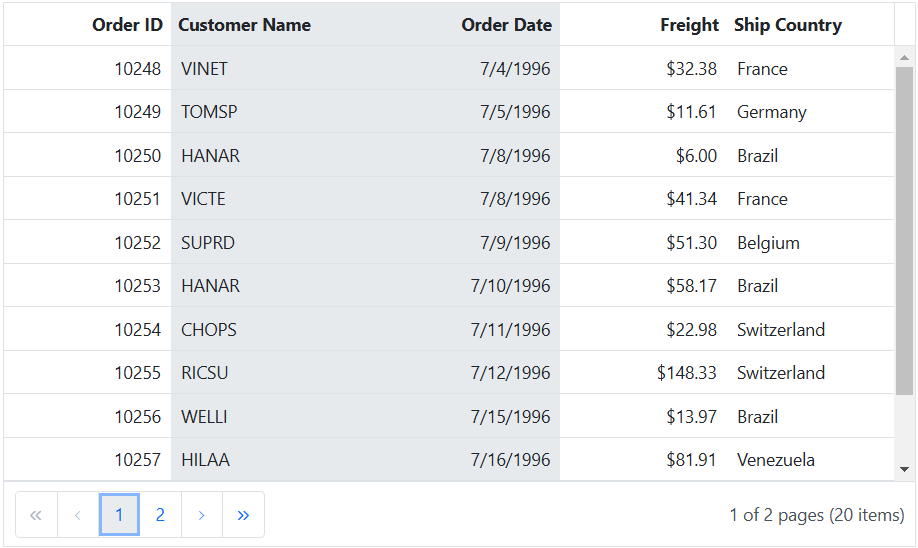 Order ID Customer Name Order Date Freight Ship Country
10248 VINET 7/4/1996 $32.38 France
10249 TOMSP 7/5/1996 $11.61 Germany
10250 HANAR 7/8/1996 $6.00 Brazil
10251 VICTE 7/8/1996 $41.34 France
10252 SUPRD 7/9/1996 $51.30 Belgium
10253 HANAR 7/10/1996 $58.17 Brazil
10254 CHOPS 7/11/1996 $22.98 Switzerland
10255 RICSU 7/12/1996 $148.33 Switzerland
10256 WELLI 7/15/1996 $13.97 Brazil
10257 HILAA 7/16/1996 $81.91 Venezuela
« ‹ 1 2 › » 1 of 2 pages (20 items)